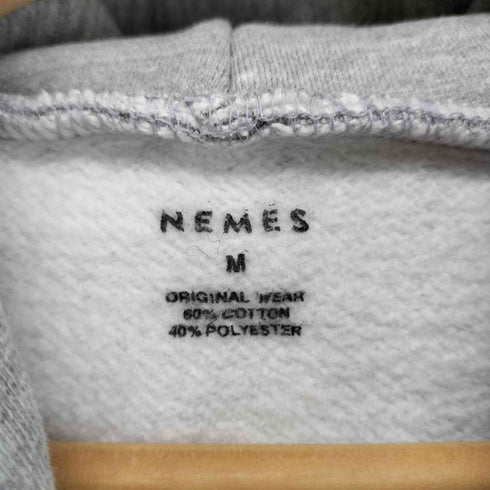 NEMES
M
ORIGINAL WEAR
60% COTTON
40% POLYESTER